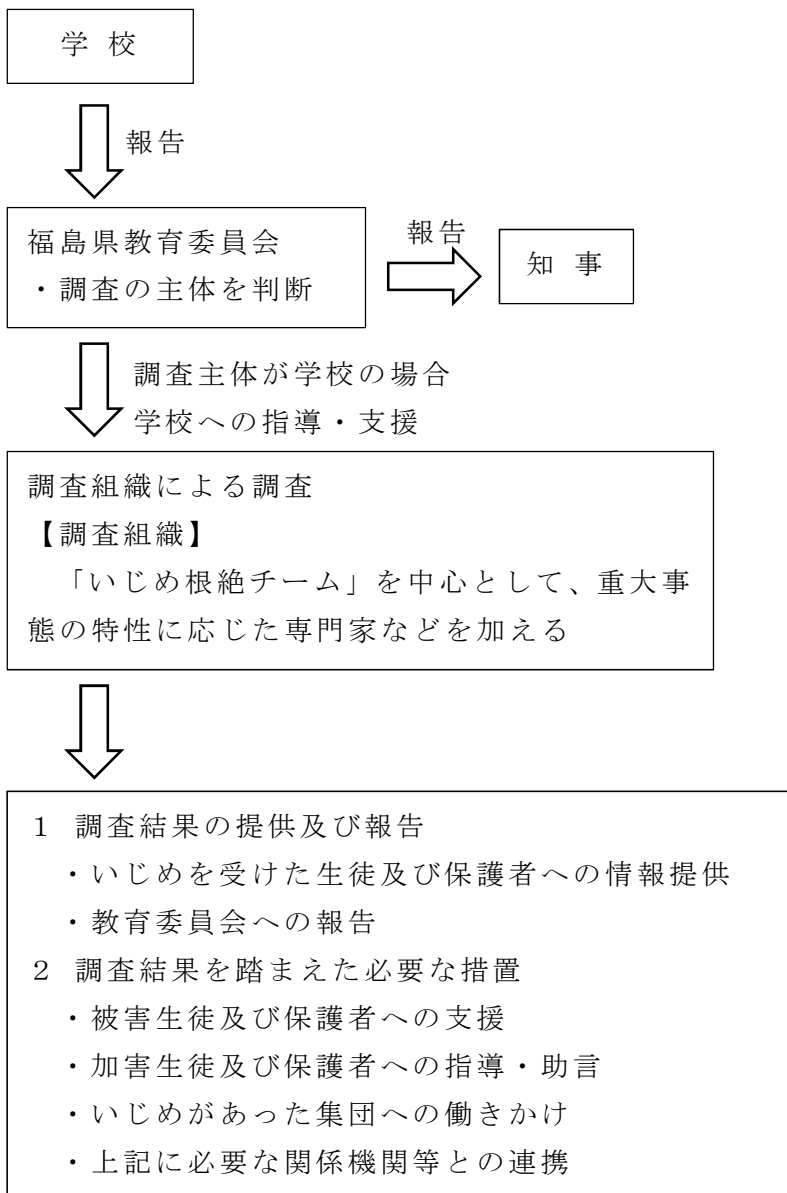 学 校
報告
福島県教育委員会
・調査の主体を判断
報告
知 事
調査主体が学校の場合
学校への指導・支援
調査組織による調査
【調査組織】
「いじめ根絶チーム」を中心として、重大事
態の特性に応じた専門家などを加える
1 調査結果の提供及び報告
・いじめを受けた生徒及び保護者への情報提供
・教育委員会への報告
2 調査結果を踏まえた必要な措置
・被害生徒及び保護者への支援
・加害生徒及び保護者への指導・助言
・いじめがあった集団への働きかけ
・上記に必要な関係機関等との連携